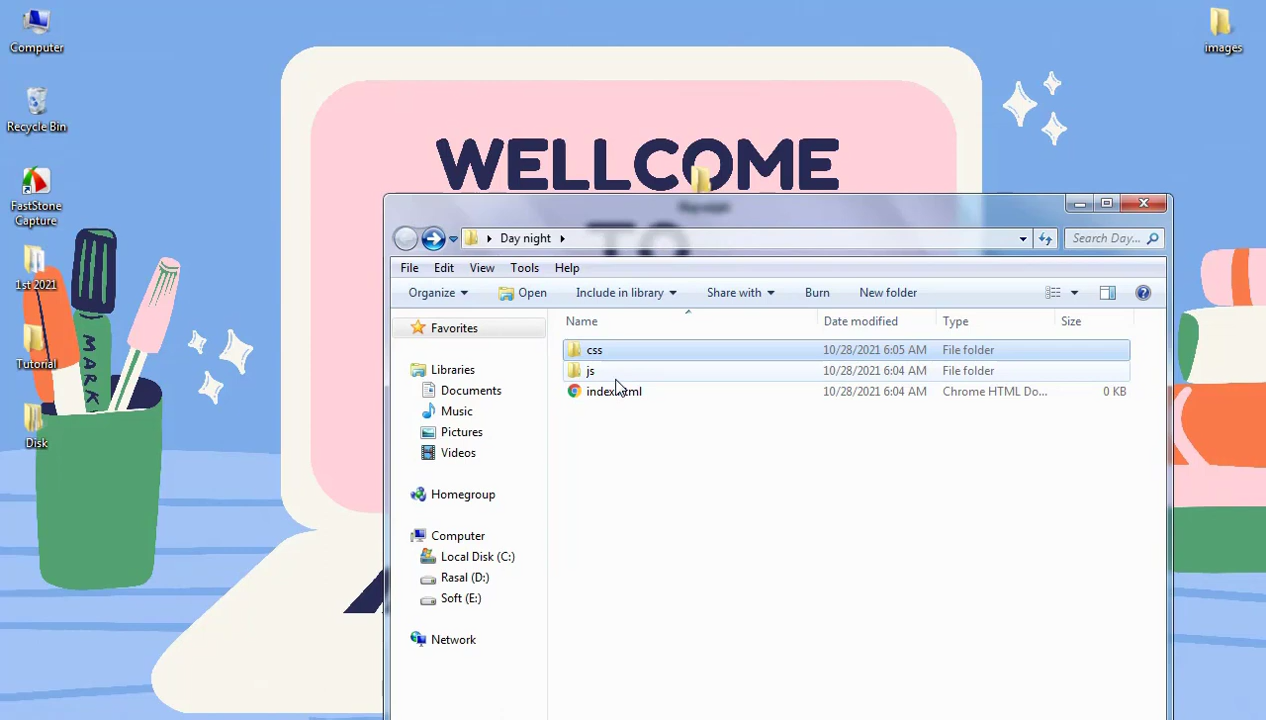 Computer
Recycle Bin
FastStone
Capture
1st 2021
Tutorial
Disk
images
MARK
WELLCOME
TO
Day night
Search Day...
File Edit View Tools Help
Organize Open Include in library Share with Burn New folder
Name Date modified Type Size
css 10/28/2021 6:05 AM File folder
js 10/28/2021 6:04 AM File folder
10/28/2021 6:04 AM Chrome HTML Do... 0 KB
Favorites
Libraries
Documents
Music
Pictures
Videos
Homegroup
Computer
Local Disk (C:)
Rasal (D:)
Soft (E:)
Network